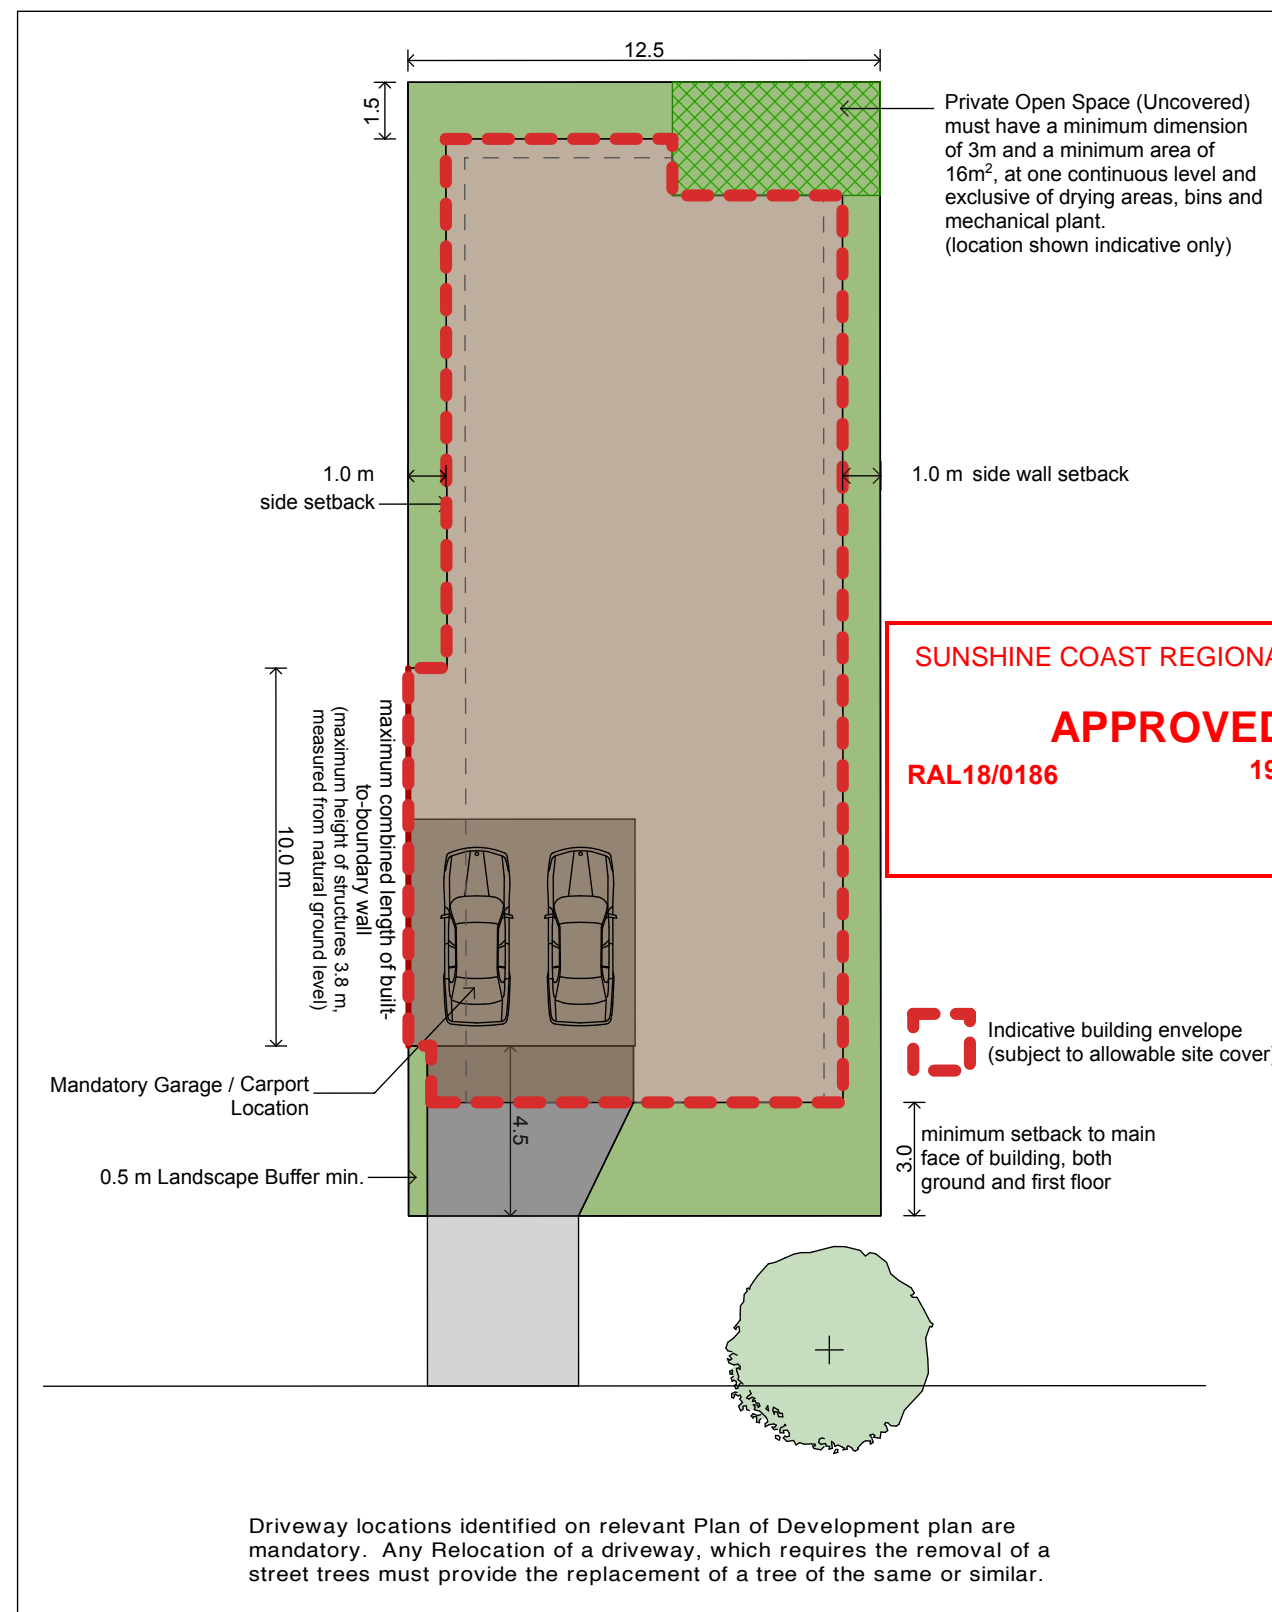 12.5
1.5
Private Open Space (Uncovered)
must have a minimum dimension
of 3m and a minimum area of
16m², at one continuous level and
exclusive of drying areas, bins and
mechanical plant.
(location shown indicative only)
1.0 m
side setback
1.0 m side wall setback
SUNSHINE COAST REGIONA
APPROVED
RAL18/0186
19
10.0 m
maximum combined length of built-
to-boundary wall
(maximum height of structures 3.8 m,
measured from natural ground level)
Indicative building envelope
(subject to allowable site cover)
Mandatory Garage / Carport
Location
4.5
3.0
minimum setback to main
face of building, both
ground and first floor
0.5 m Landscape Buffer min.
Driveway locations identified on relevant Plan of Development plan are
mandatory. Any Relocation of a driveway, which requires the removal of a
street trees must provide the replacement of a tree of the same or similar.